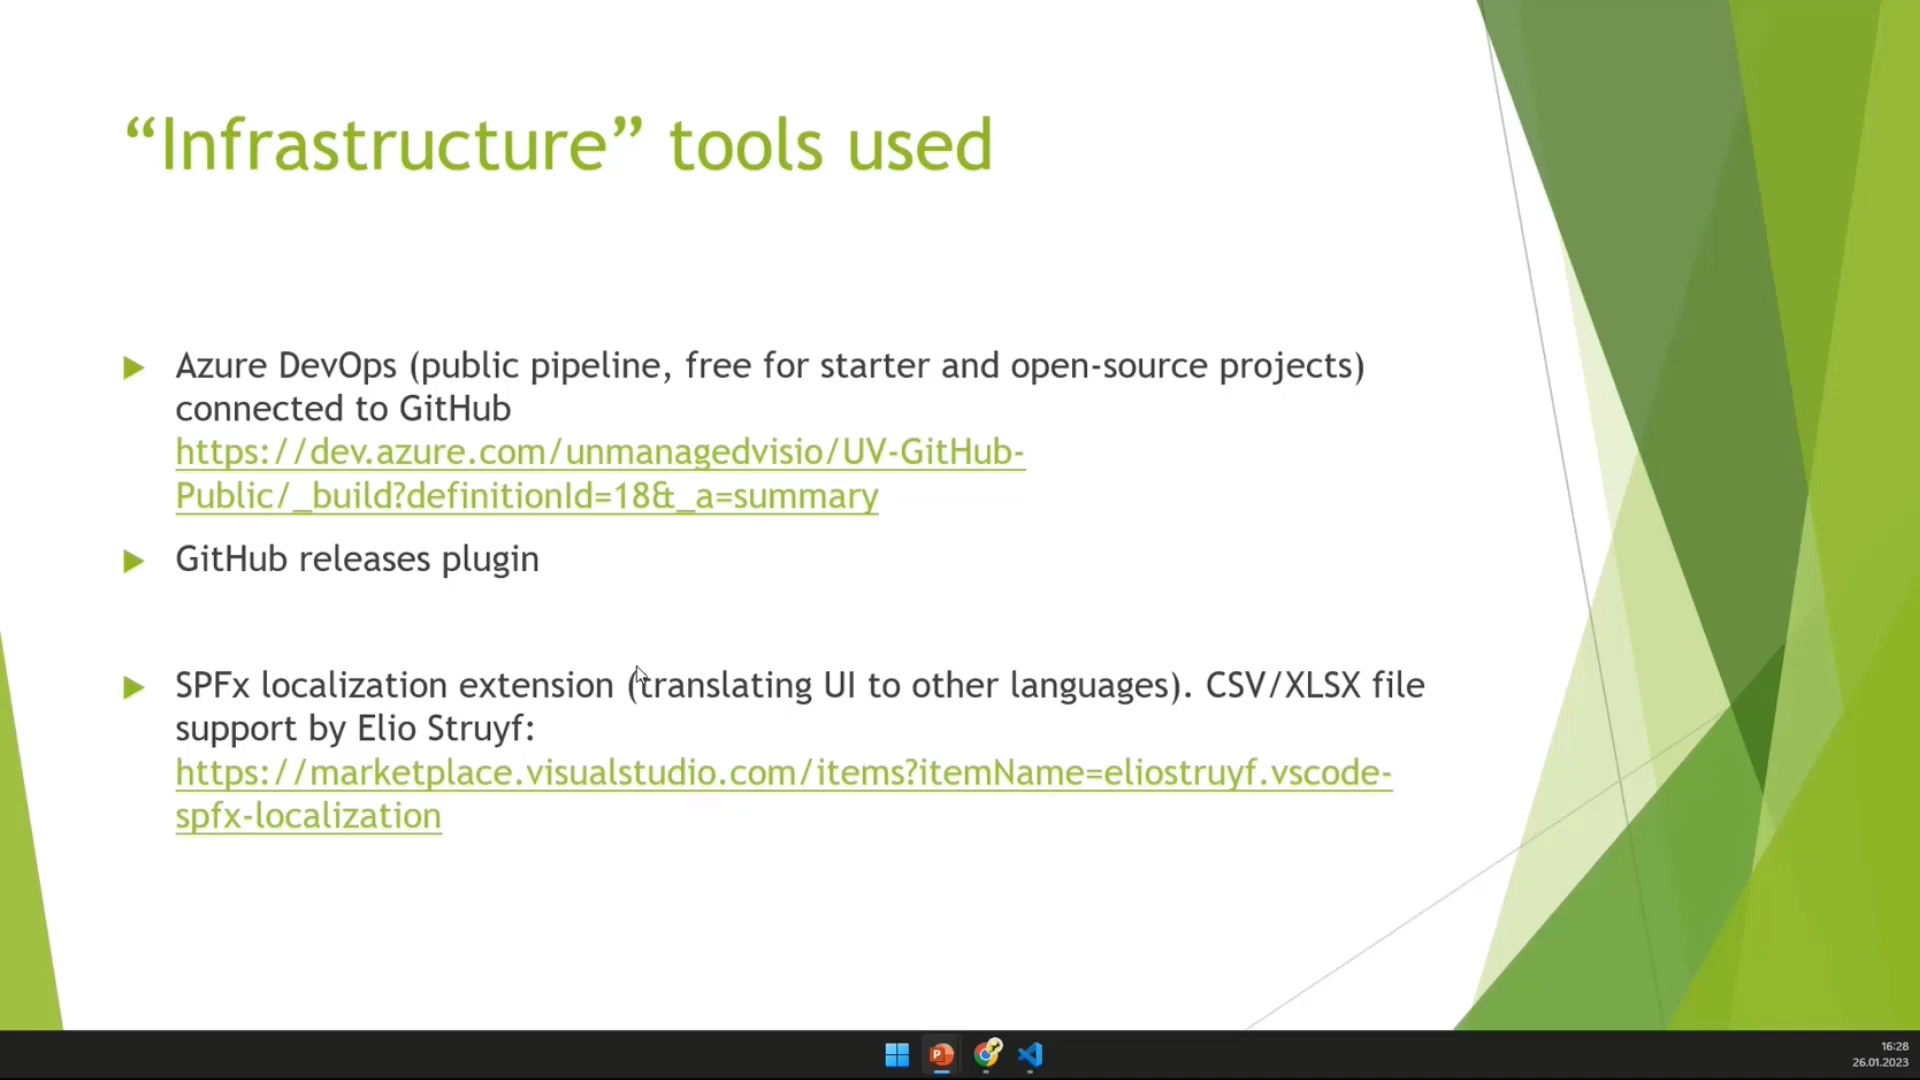 “Infrastructure” tools used
Azure DevOps (public pipeline, free for starter and open-source projects)
connected to GitHub
https://dev.azure.com/unmanagedvisio/UV-GitHub-
Public/_build?definitionId=18&_a=summary
GitHub releases plugin
SPFx localization extension (translating UI to other languages). CSV/XLSX file
support by Elio Struyf:
https://marketplace.visualstudio.com/items?itemName=eliostruyf.vscode-
spfx-localization
16:28
26.01.2023